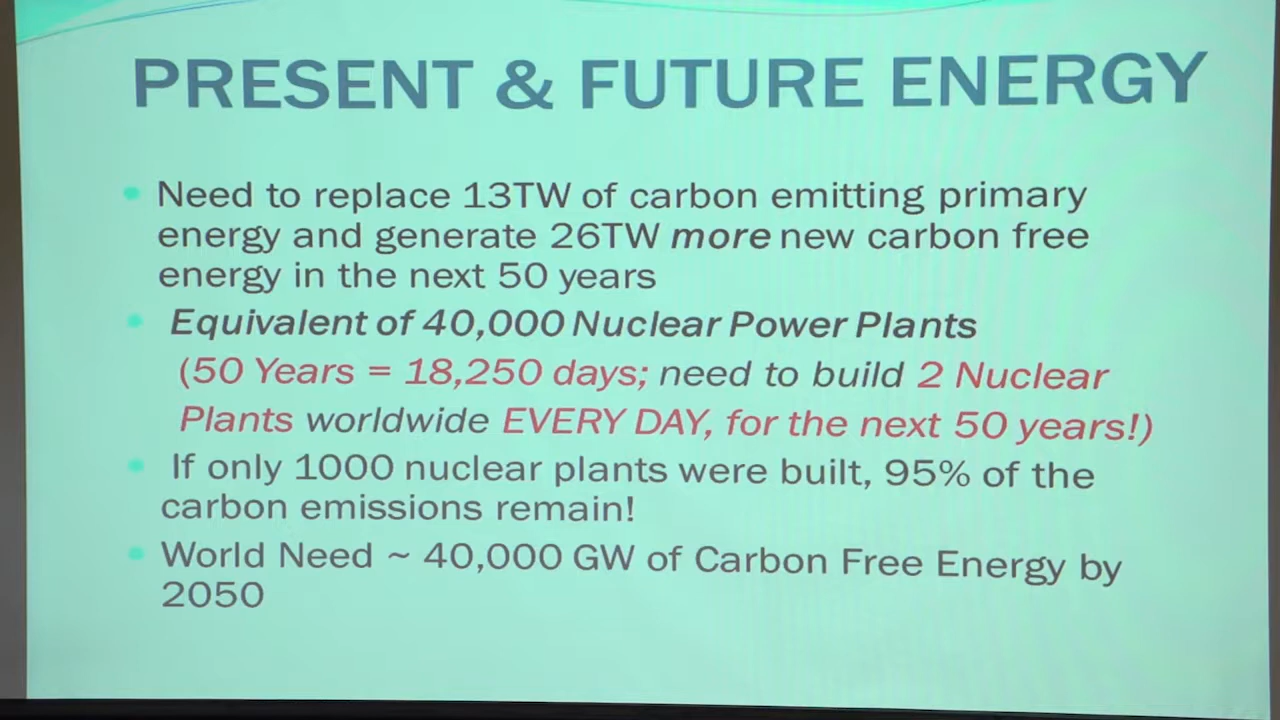 PRESENT & FUTURE ENERGY
Need to replace 13TW of carbon emitting primary
energy and generate 26TW more new carbon free
energy in the next 50 years
Equivalent of 40,000 Nuclear Power Plants
(50 Years = 18,250 days; need to build 2 Nuclear
Plants worldwide EVERY DAY, for the next 50 years!)
If only 1000 nuclear plants were built, 95% of the
carbon emissions remain!
World Need ~ 40,000 GW of Carbon Free Energy by
2050